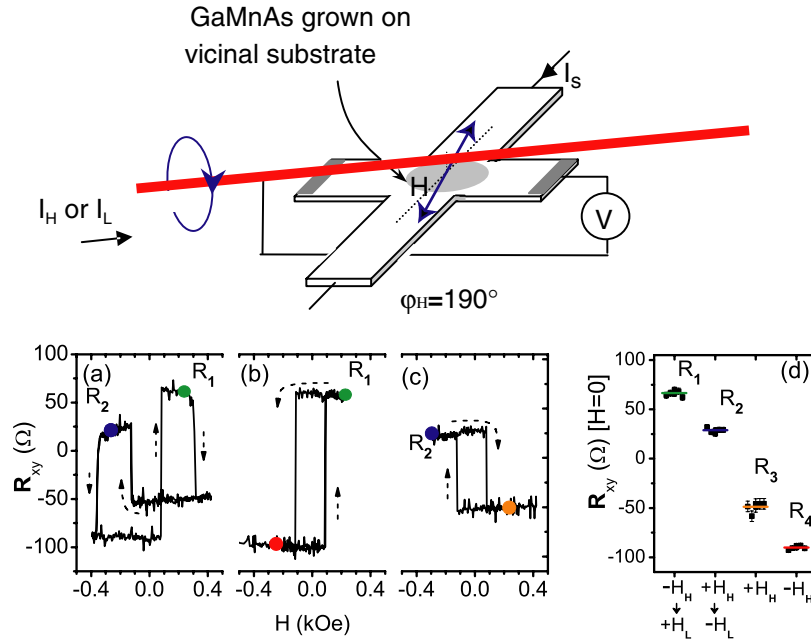 GaMnAs grown on
vicinal substrate
I_S
H
I_H or I_L
V
φ_H=190°
(a)
(b)
(c)
(d)
R_1
R_2
R_1
R_2
R_1
R_2
R_3
R_4
R_xy (Ω)
100
50
0
-50
-100
-0.4
0.0
0.4
-0.4
0.0
0.4
-0.4
0.0
0.4
H (kOe)
R_xy (Ω) [H=0]
100
50
0
-50
-100
-H_H
+H_H
+H_H
-H_H
+H_L
-H_L